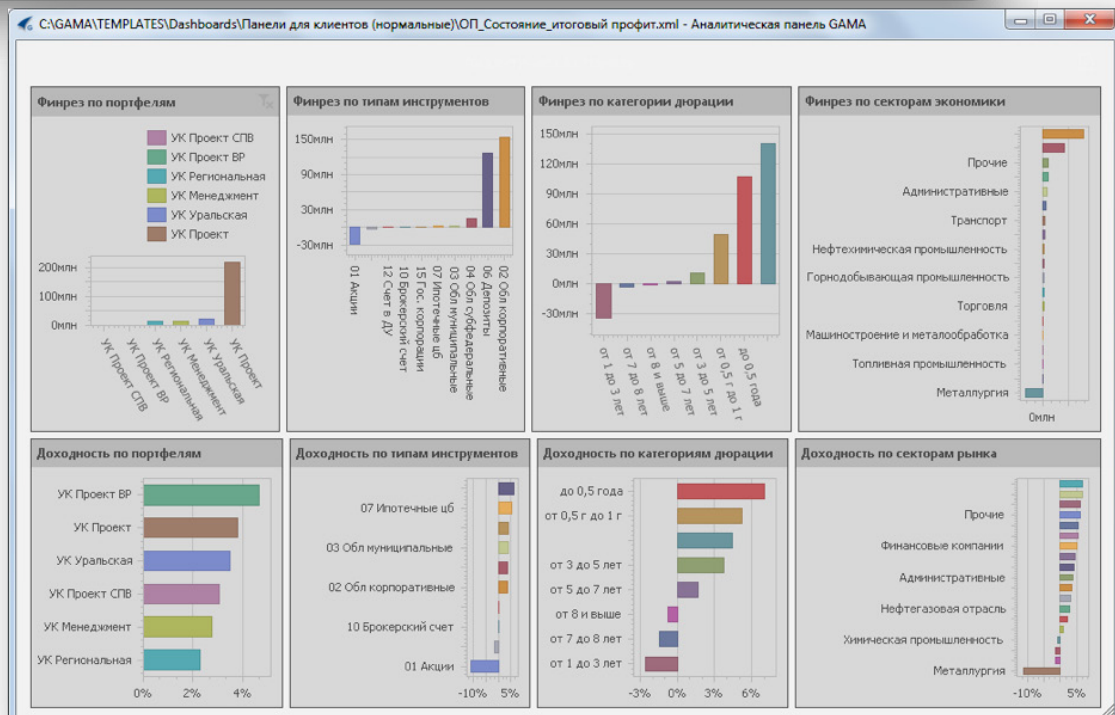 C:\GAMA\TEMPLATES\Dashboards\Панели для клиентов (нормальные)\ОП_Состояние_итоговый профит.xml - Аналитическая панель GAMA
Финрез по портфелям
УК Проект СПВ
УК Проект ВР
УК Региональная
УК Менеджмент
УК Уральская
УК Проект
200млн
100млн
0млн
УК Проект СПВ
УК Проект ВР
УК Региональная
УК Менеджмент
УК Уральская
УК Проект
Финрез по типам инструментов
150млн
90млн
30млн
-30млн
01 Акции
12 Счет в ДУ
10 Брокерский счет
15 Гос. корпорации
07 Ипотечные цб
03 Обл муниципальные
04 Обл субфедеральные
06 Депозиты
02 Обл корпоративные
Финрез по категории дюрации
150млн
120млн
90млн
60млн
30млн
0млн
-30млн
от 1 до 3 лет
от 7 до 8 лет
от 8 и выше
от 5 до 7 лет
от 3 до 5 лет
от 0,5 г до 1 г
до 0,5 года
Финрез по секторам экономики
Прочие
Административные
Транспорт
Нефтехимическая промышленность
Горнодобывающая промышленность
Торговля
Машиностроение и металообработка
Топливная промышленность
Металлургия
0млн
Доходность по портфелям
УК Проект ВР
УК Проект
УК Уральская
УК Проект СПВ
УК Менеджмент
УК Региональная
0% 2% 4%
Доходность по типам инструментов
07 Ипотечные цб
03 Обл муниципальные
02 Обл корпоративные
10 Брокерский счет
01 Акции
-10% 5%
Доходность по категориям дюрации
до 0,5 года
от 0,5 г до 1 г
от 3 до 5 лет
от 5 до 7 лет
от 8 и выше
от 7 до 8 лет
от 1 до 3 лет
-3% 0% 3% 6%
Доходность по секторам рынка
Прочие
Финансовые компании
Административные
Нефтегазовая отрасль
Химическая промышленность
Металлургия
-10% 5%